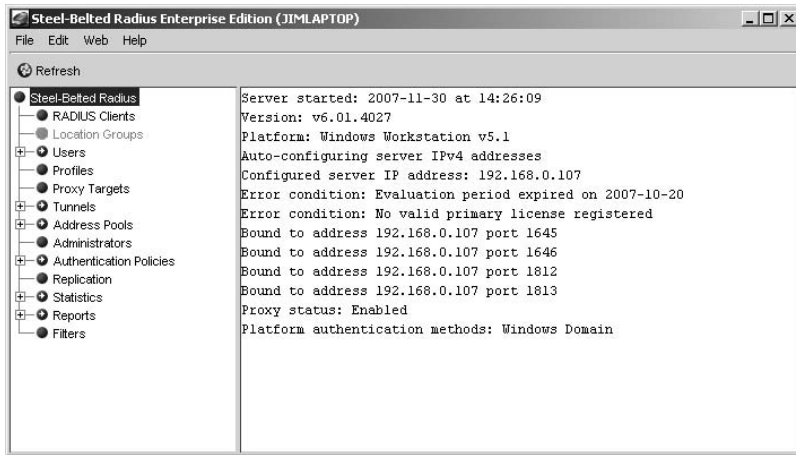 Steel-Belted Radius Enterprise Edition (JIMLAPTOP)
File Edit Web Help
Refresh
Steel-Belted Radius
RADIUS Clients
Location Groups
Users
Profiles
Proxy Targets
Tunnels
Address Pools
Administrators
Authentication Policies
Replication
Statistics
Reports
Filters
Server started: 2007-11-30 at 14:26:09
Version: v6.01.4027
Platform: Windows Workstation v5.1
Auto-configuring server IPv4 addresses
Configured server IP address: 192.168.0.107
Error condition: Evaluation period expired on 2007-10-20
Error condition: No valid primary license registered
Bound to address 192.168.0.107 port 1645
Bound to address 192.168.0.107 port 1646
Bound to address 192.168.0.107 port 1812
Bound to address 192.168.0.107 port 1813
Proxy status: Enabled
Platform authentication methods: Windows Domain